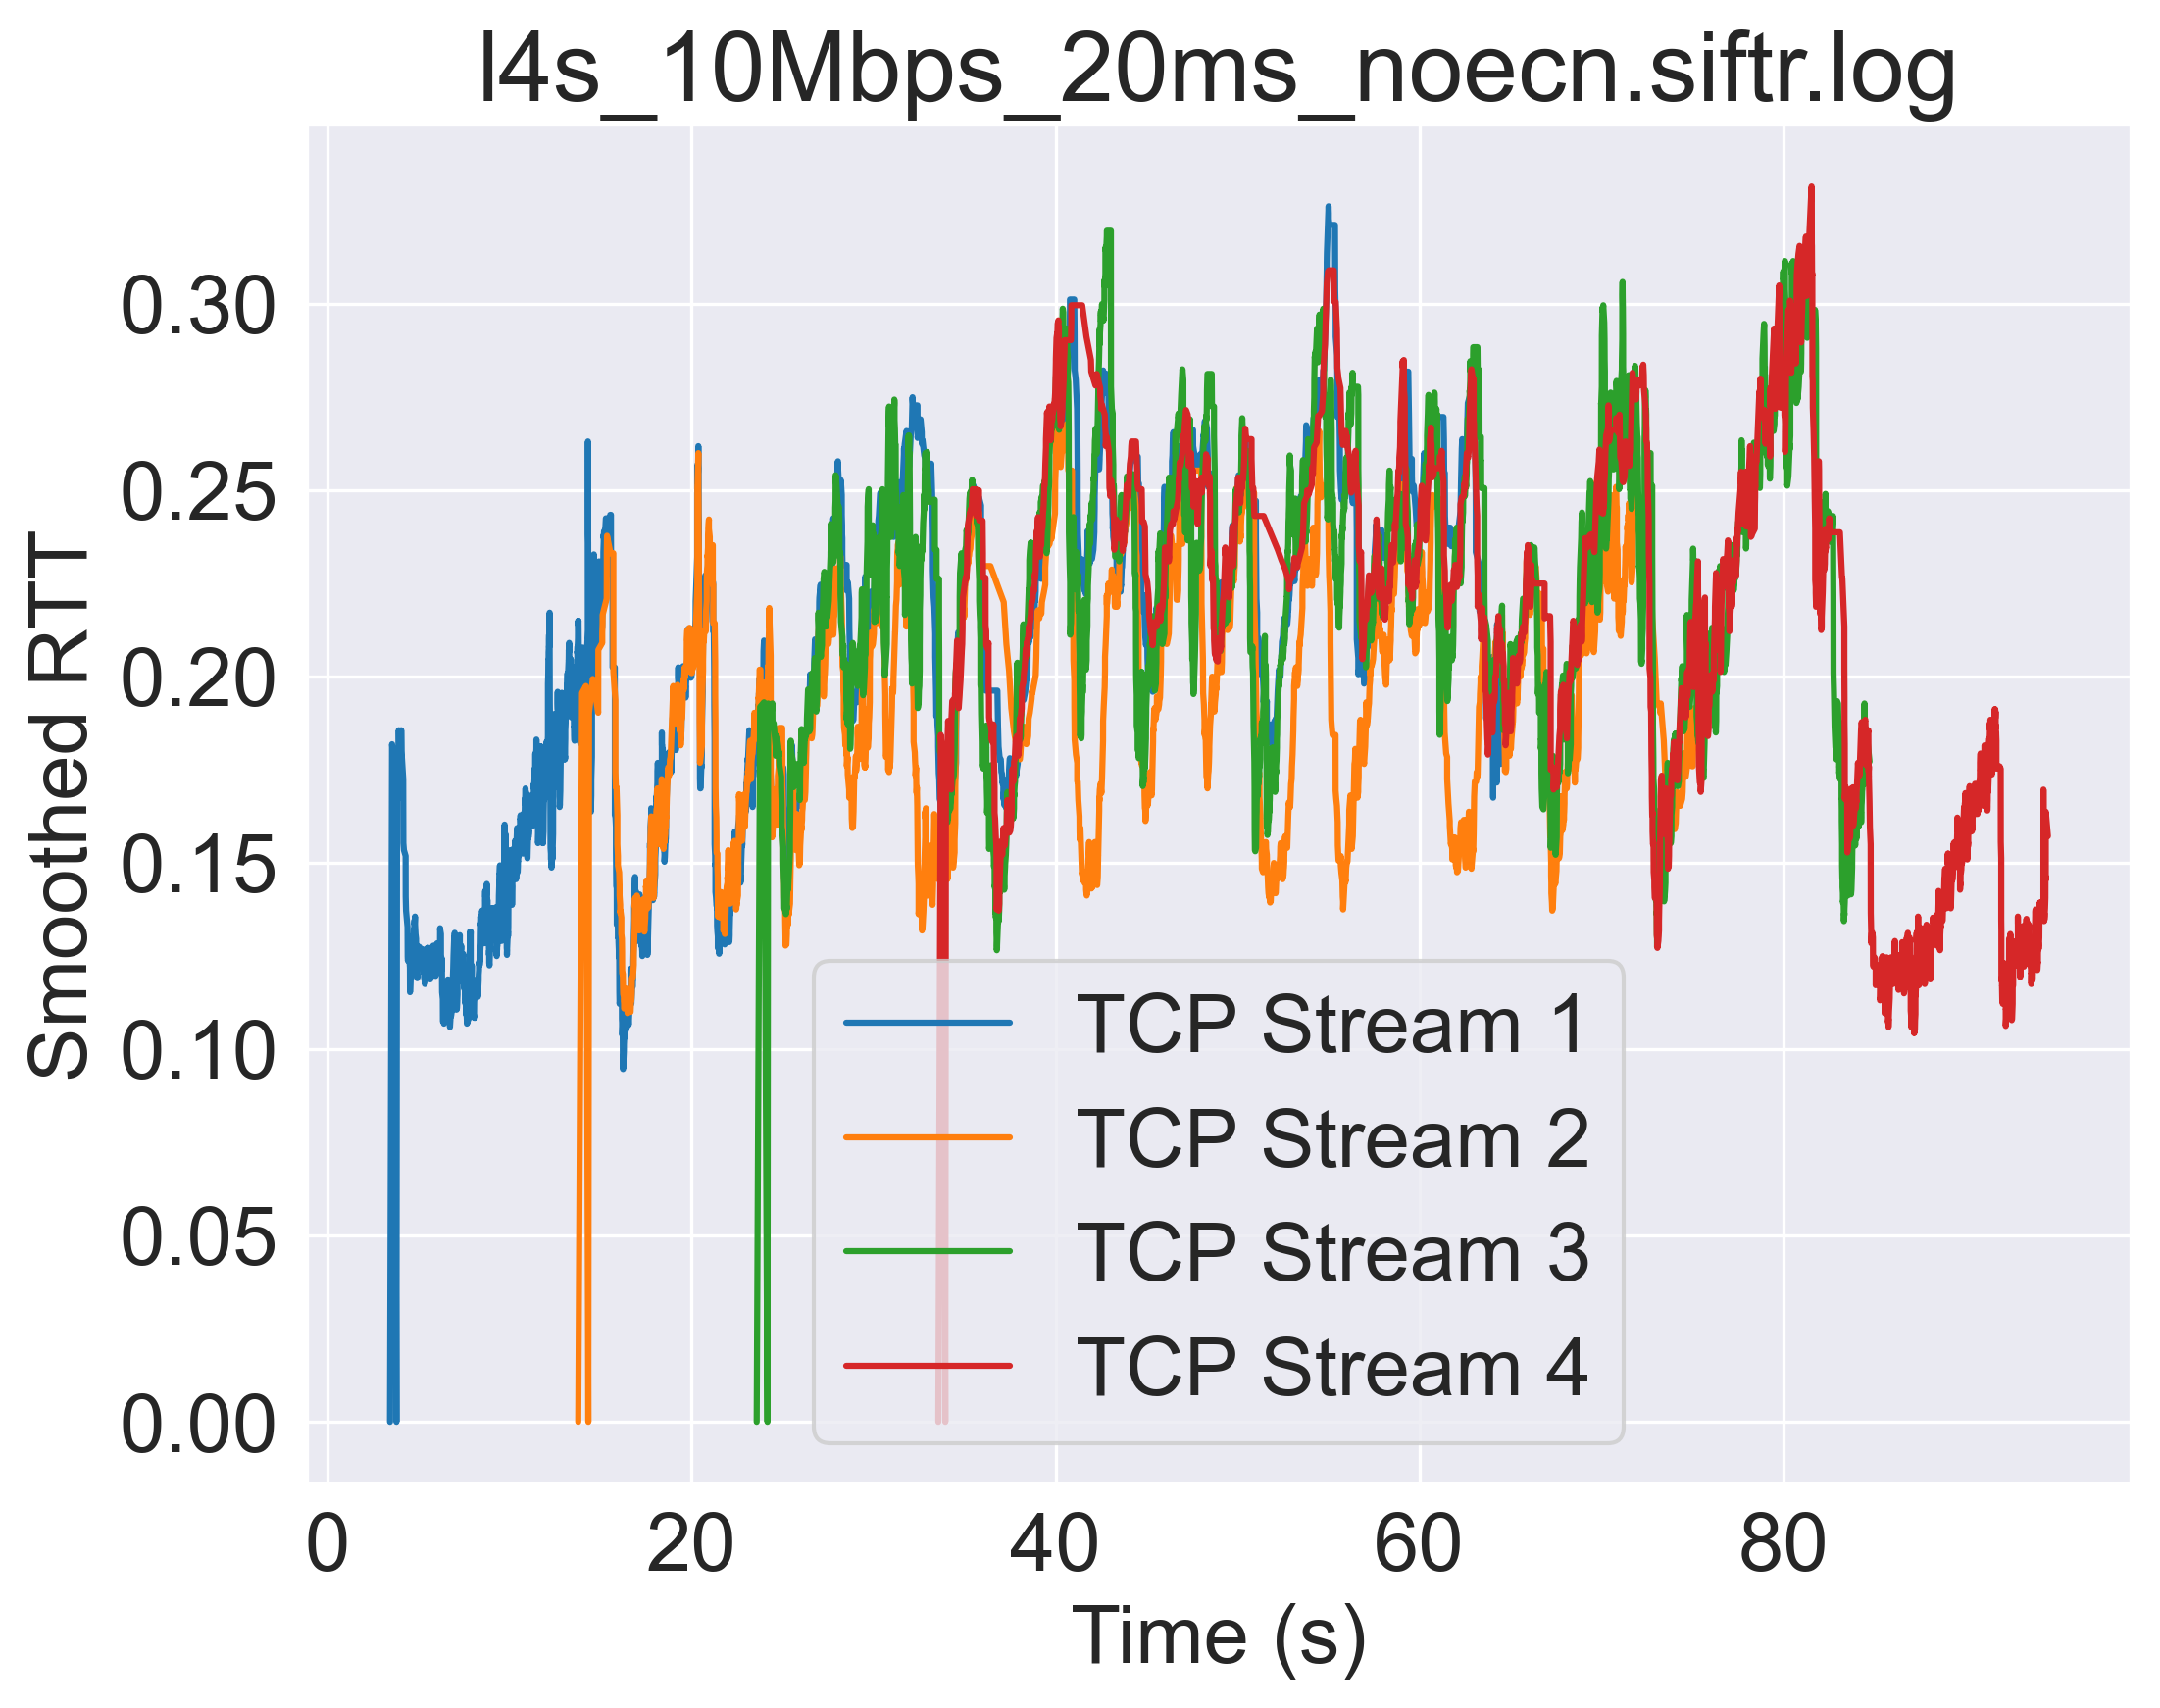 l4s_10Mbps_20ms_noecn.siftr.log
Smoothed RTT
0.30
0.25
0.20
0.15
0.10
0.05
0.00
TCP Stream 1
TCP Stream 2
TCP Stream 3
TCP Stream 4
0 20 40 60 80
Time (s)